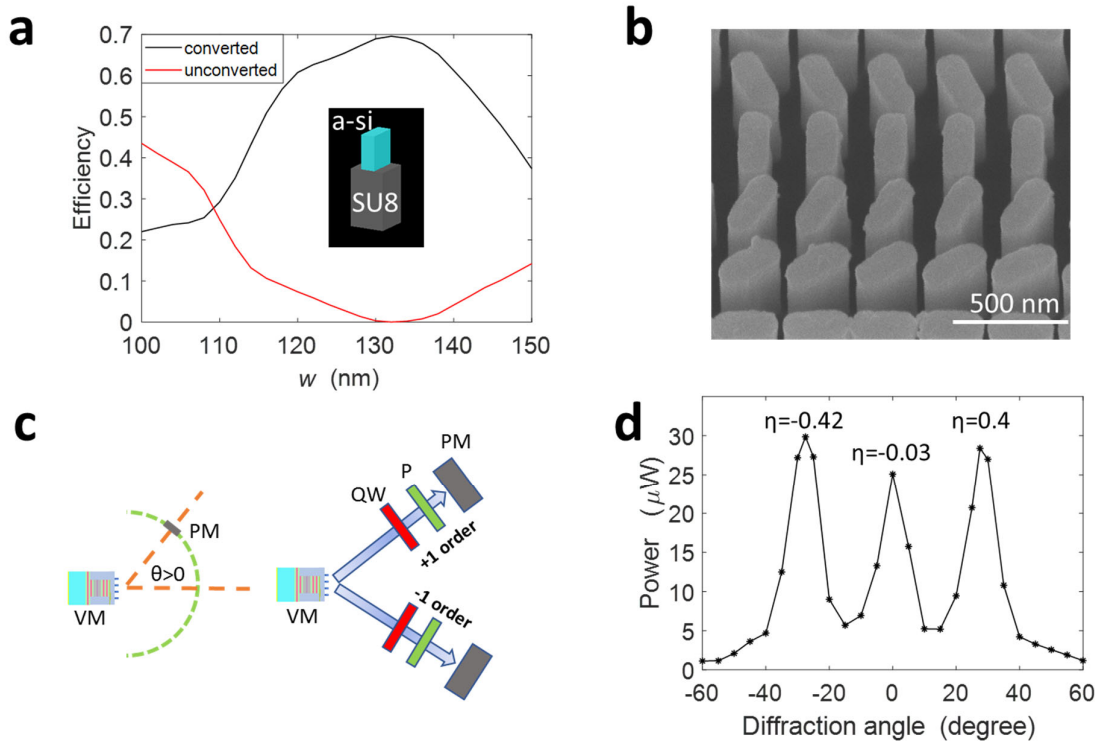 a
converted
unconverted
a-si
SU8
Efficiency
0.7
0.6
0.5
0.4
0.3
0.2
0.1
0
100 110 120 130 140 150
w (nm)
b
500 nm
c
PM
θ>0
VM
PM
P
QW
+1 order
VM
-1 order
d
η=-0.42
η=-0.03
η=0.4
Power (μW)
30
25
20
15
10
5
0
-60 -40 -20 0 20 40 60
Diffraction angle (degree)